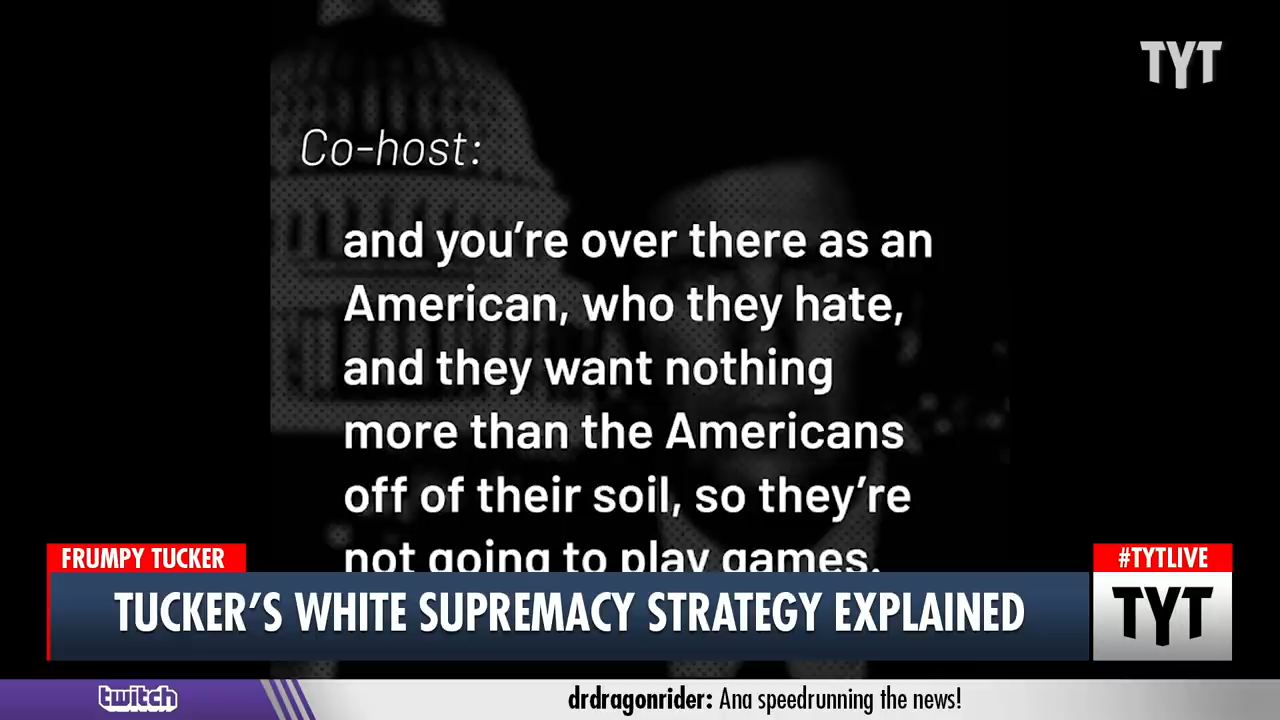 TYT
Co-host:
and you're over there as an
American, who they hate,
and they want nothing
more than the Americans
off of their soil, so they're
not going to play games.
FRUMPY TUCKER
#TYTLIVE
TUCKER'S WHITE SUPREMACY STRATEGY EXPLAINED
TYT
twitch
drdragonrider: Ana speedrunning the news!